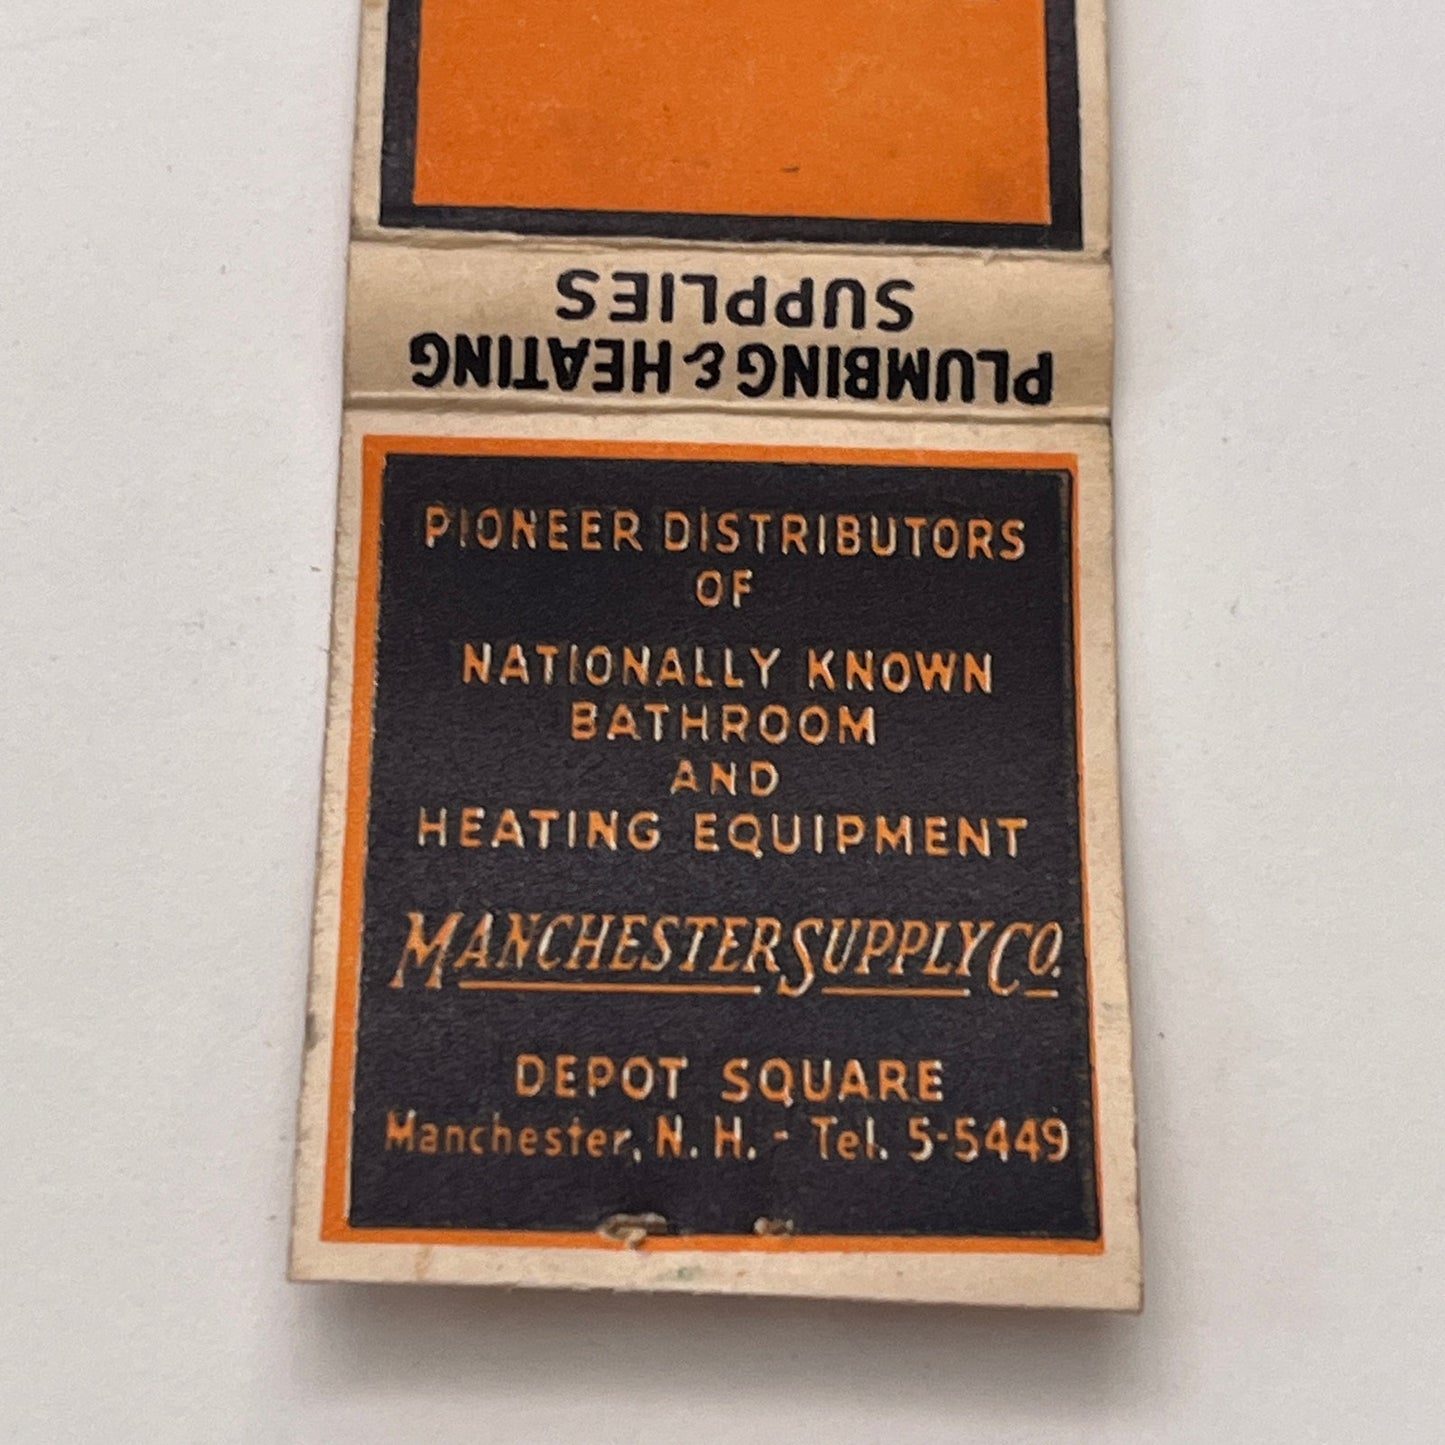 PLUMBING & HEATING
SUPPLIES
PIONEER DISTRIBUTORS
OF
NATIONALLY KNOWN
BATHROOM
AND
HEATING EQUIPMENT
MANCHESTER SUPPLY CO.
DEPOT SQUARE
Manchester, N. H. - Tel. 5-5449